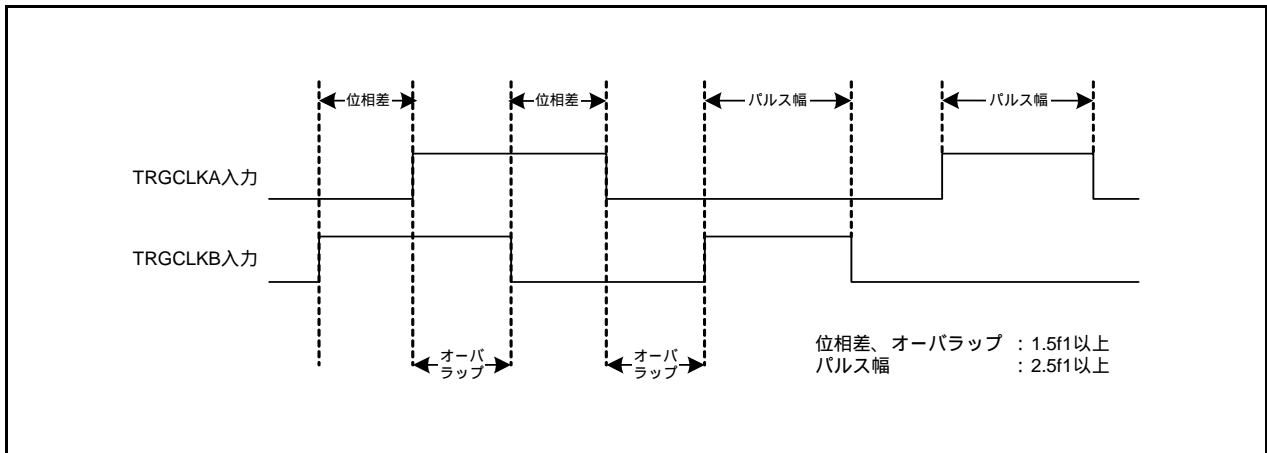 位相差 位相差 パルス幅 パルス幅
TRGCLKA入力
TRGCLKB入力
オーバ
ラップ
オーバ
ラップ
位相差、オーバラップ : 1.5f1以上
パルス幅 : 2.5f1以上